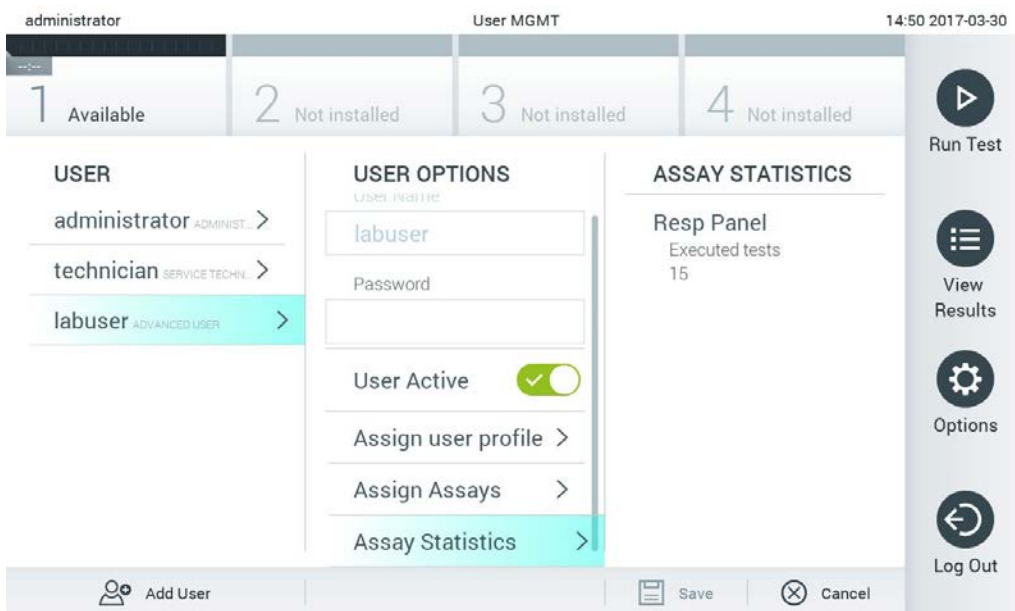 administrator
User MGMT
14:50 2017-03-30
--:--
1 Available
2 Not installed
3 Not installed
4 Not installed
Run Test
View
Results
Options
Log Out
USER
administrator ADMINIST...
technician SERVICE TECHN...
labuser ADVANCED USER
USER OPTIONS
User Name
labuser
Password
User Active
Assign user profile
Assign Assays
Assay Statistics
ASSAY STATISTICS
Resp Panel
Executed tests
15
Add User
Save
Cancel